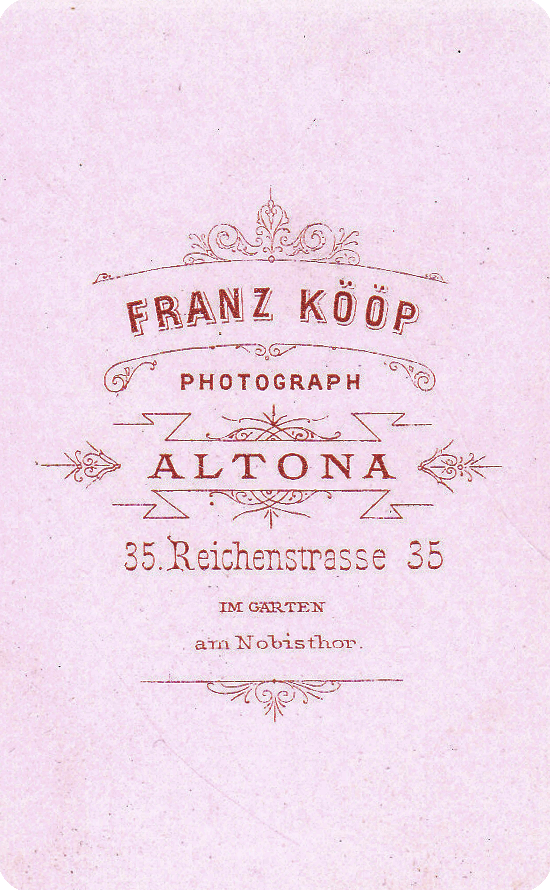 FRANZ KÖÖP
PHOTOGRAPH
ALTONA
35. Reichenstrasse 35
IM GARTEN
am Nobisthor.